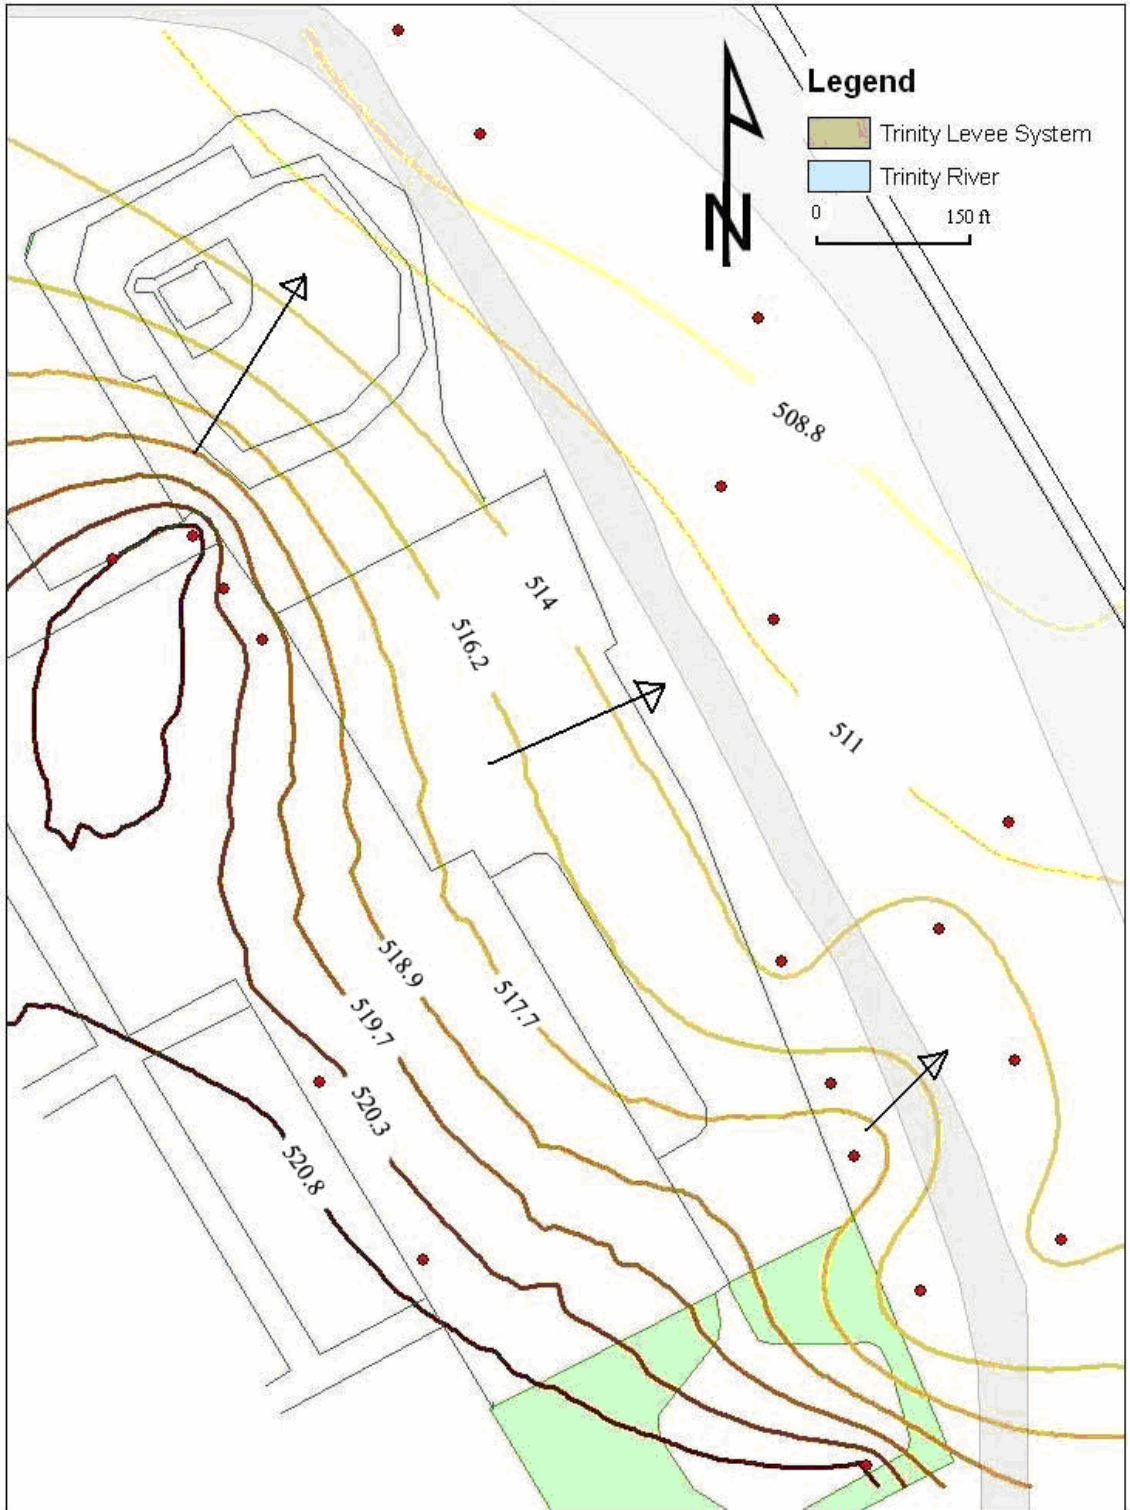 Legend
Trinity Levee System
Trinity River
0 150 ft
N
508.8
514
516.2
511
518.9
517.7
519.7
520.3
520.8